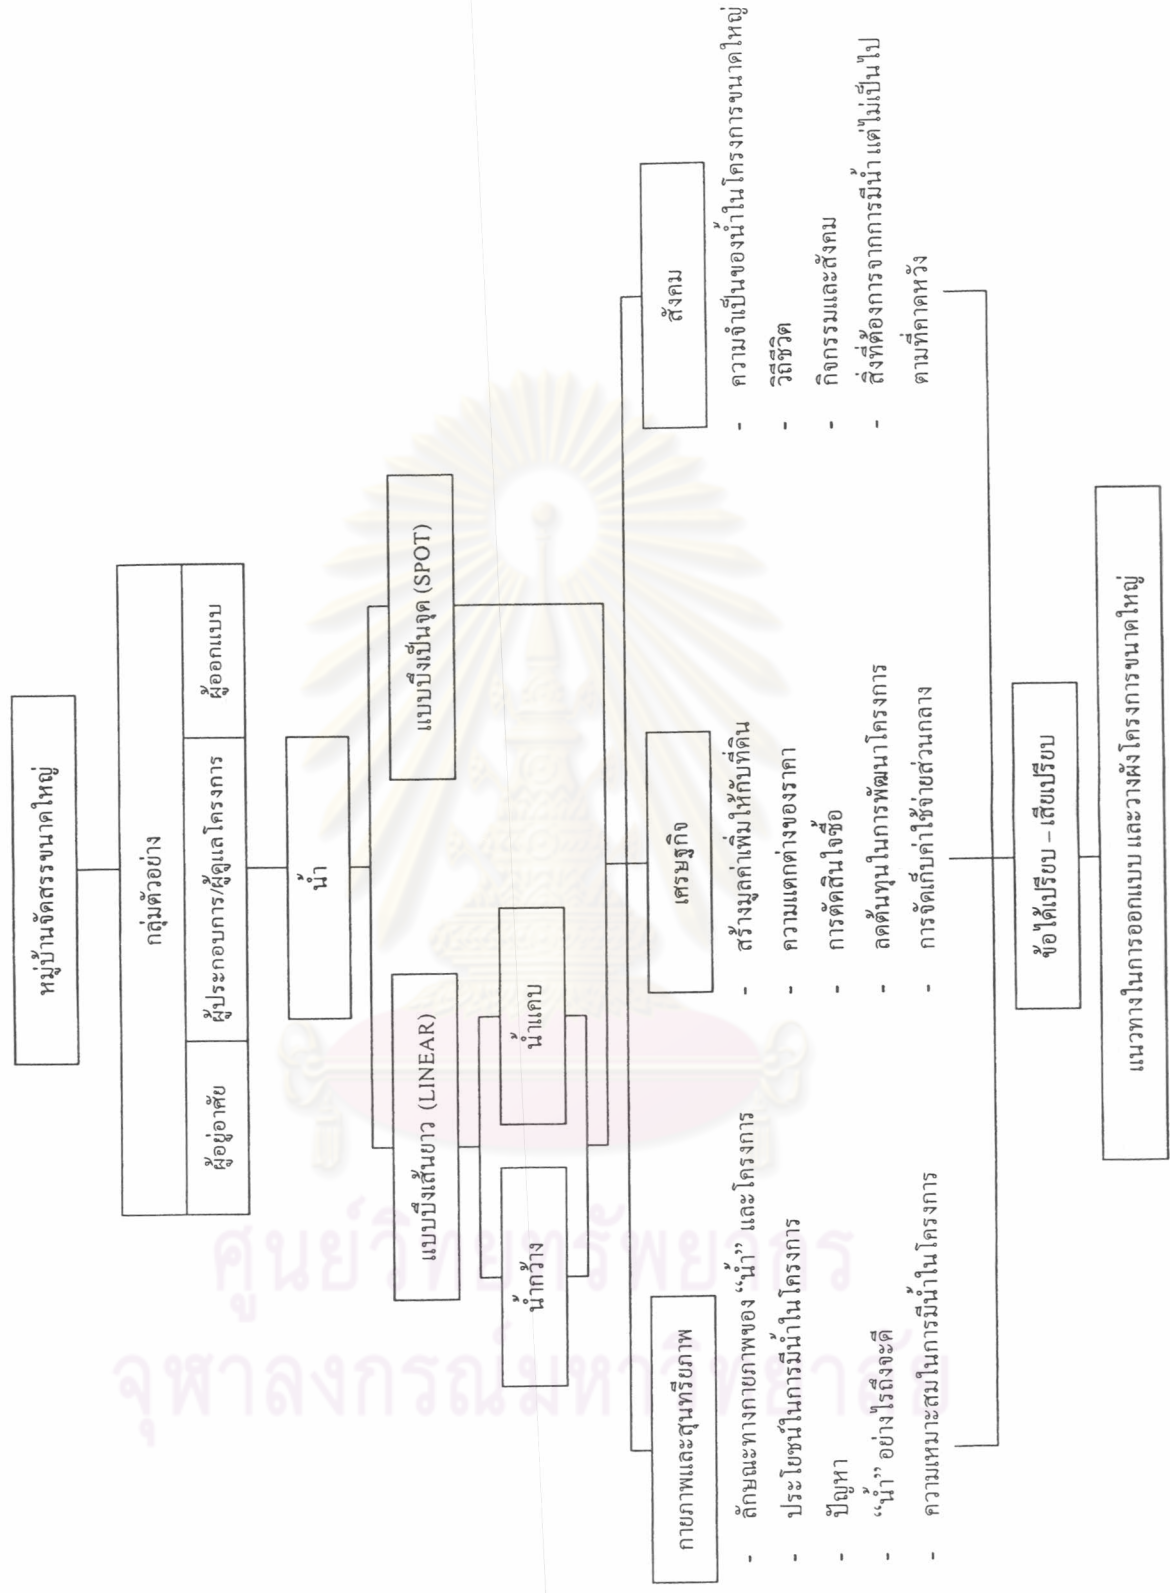 หมู่บ้านจัดสรรขนาดใหญ่
กลุ่มตัวอย่าง
ผู้อยู่อาศัย
ผู้ประกอบการ/ผู้ดูแลโครงการ
ผู้ออกแบบ
น้ำ
แบบบึงเส้นยาว (LINEAR)
แบบบึงเป็นจุด (SPOT)
น้ำกว้าง
น้ำแคบ
กายภาพและสุนทรียภาพ
- ลักษณะทางกายภาพของ “น้ำ” และโครงการ
- ประโยชน์ในการมีน้ำในโครงการ
- ปัญหา
- “น้ำ” อย่างไรถึงจะดี
- ความเหมาะสมในการมีน้ำในโครงการ
เศรษฐกิจ
- สร้างมูลค่าเพิ่มให้กับที่ดิน
- ความแตกต่างของราคา
- การตัดสินใจซื้อ
- ลดต้นทุนในการพัฒนาโครงการ
- การจัดเก็บค่าใช้จ่ายส่วนกลาง
สังคม
- ความจำเป็นของน้ำในโครงการขนาดใหญ่
- วิถีชีวิต
- กิจกรรมและสังคม
- สิ่งที่ต้องการจากการมีน้ำ แต่ไม่เป็นไป
ตามที่คาดหวัง
ข้อได้เปรียบ – เสียเปรียบ
แนวทางในการออกแบบ และวางผังโครงการขนาดใหญ่
ศูนย์วิทยทรัพยากร
จุฬาลงกรณ์มหาวิทยาลัย